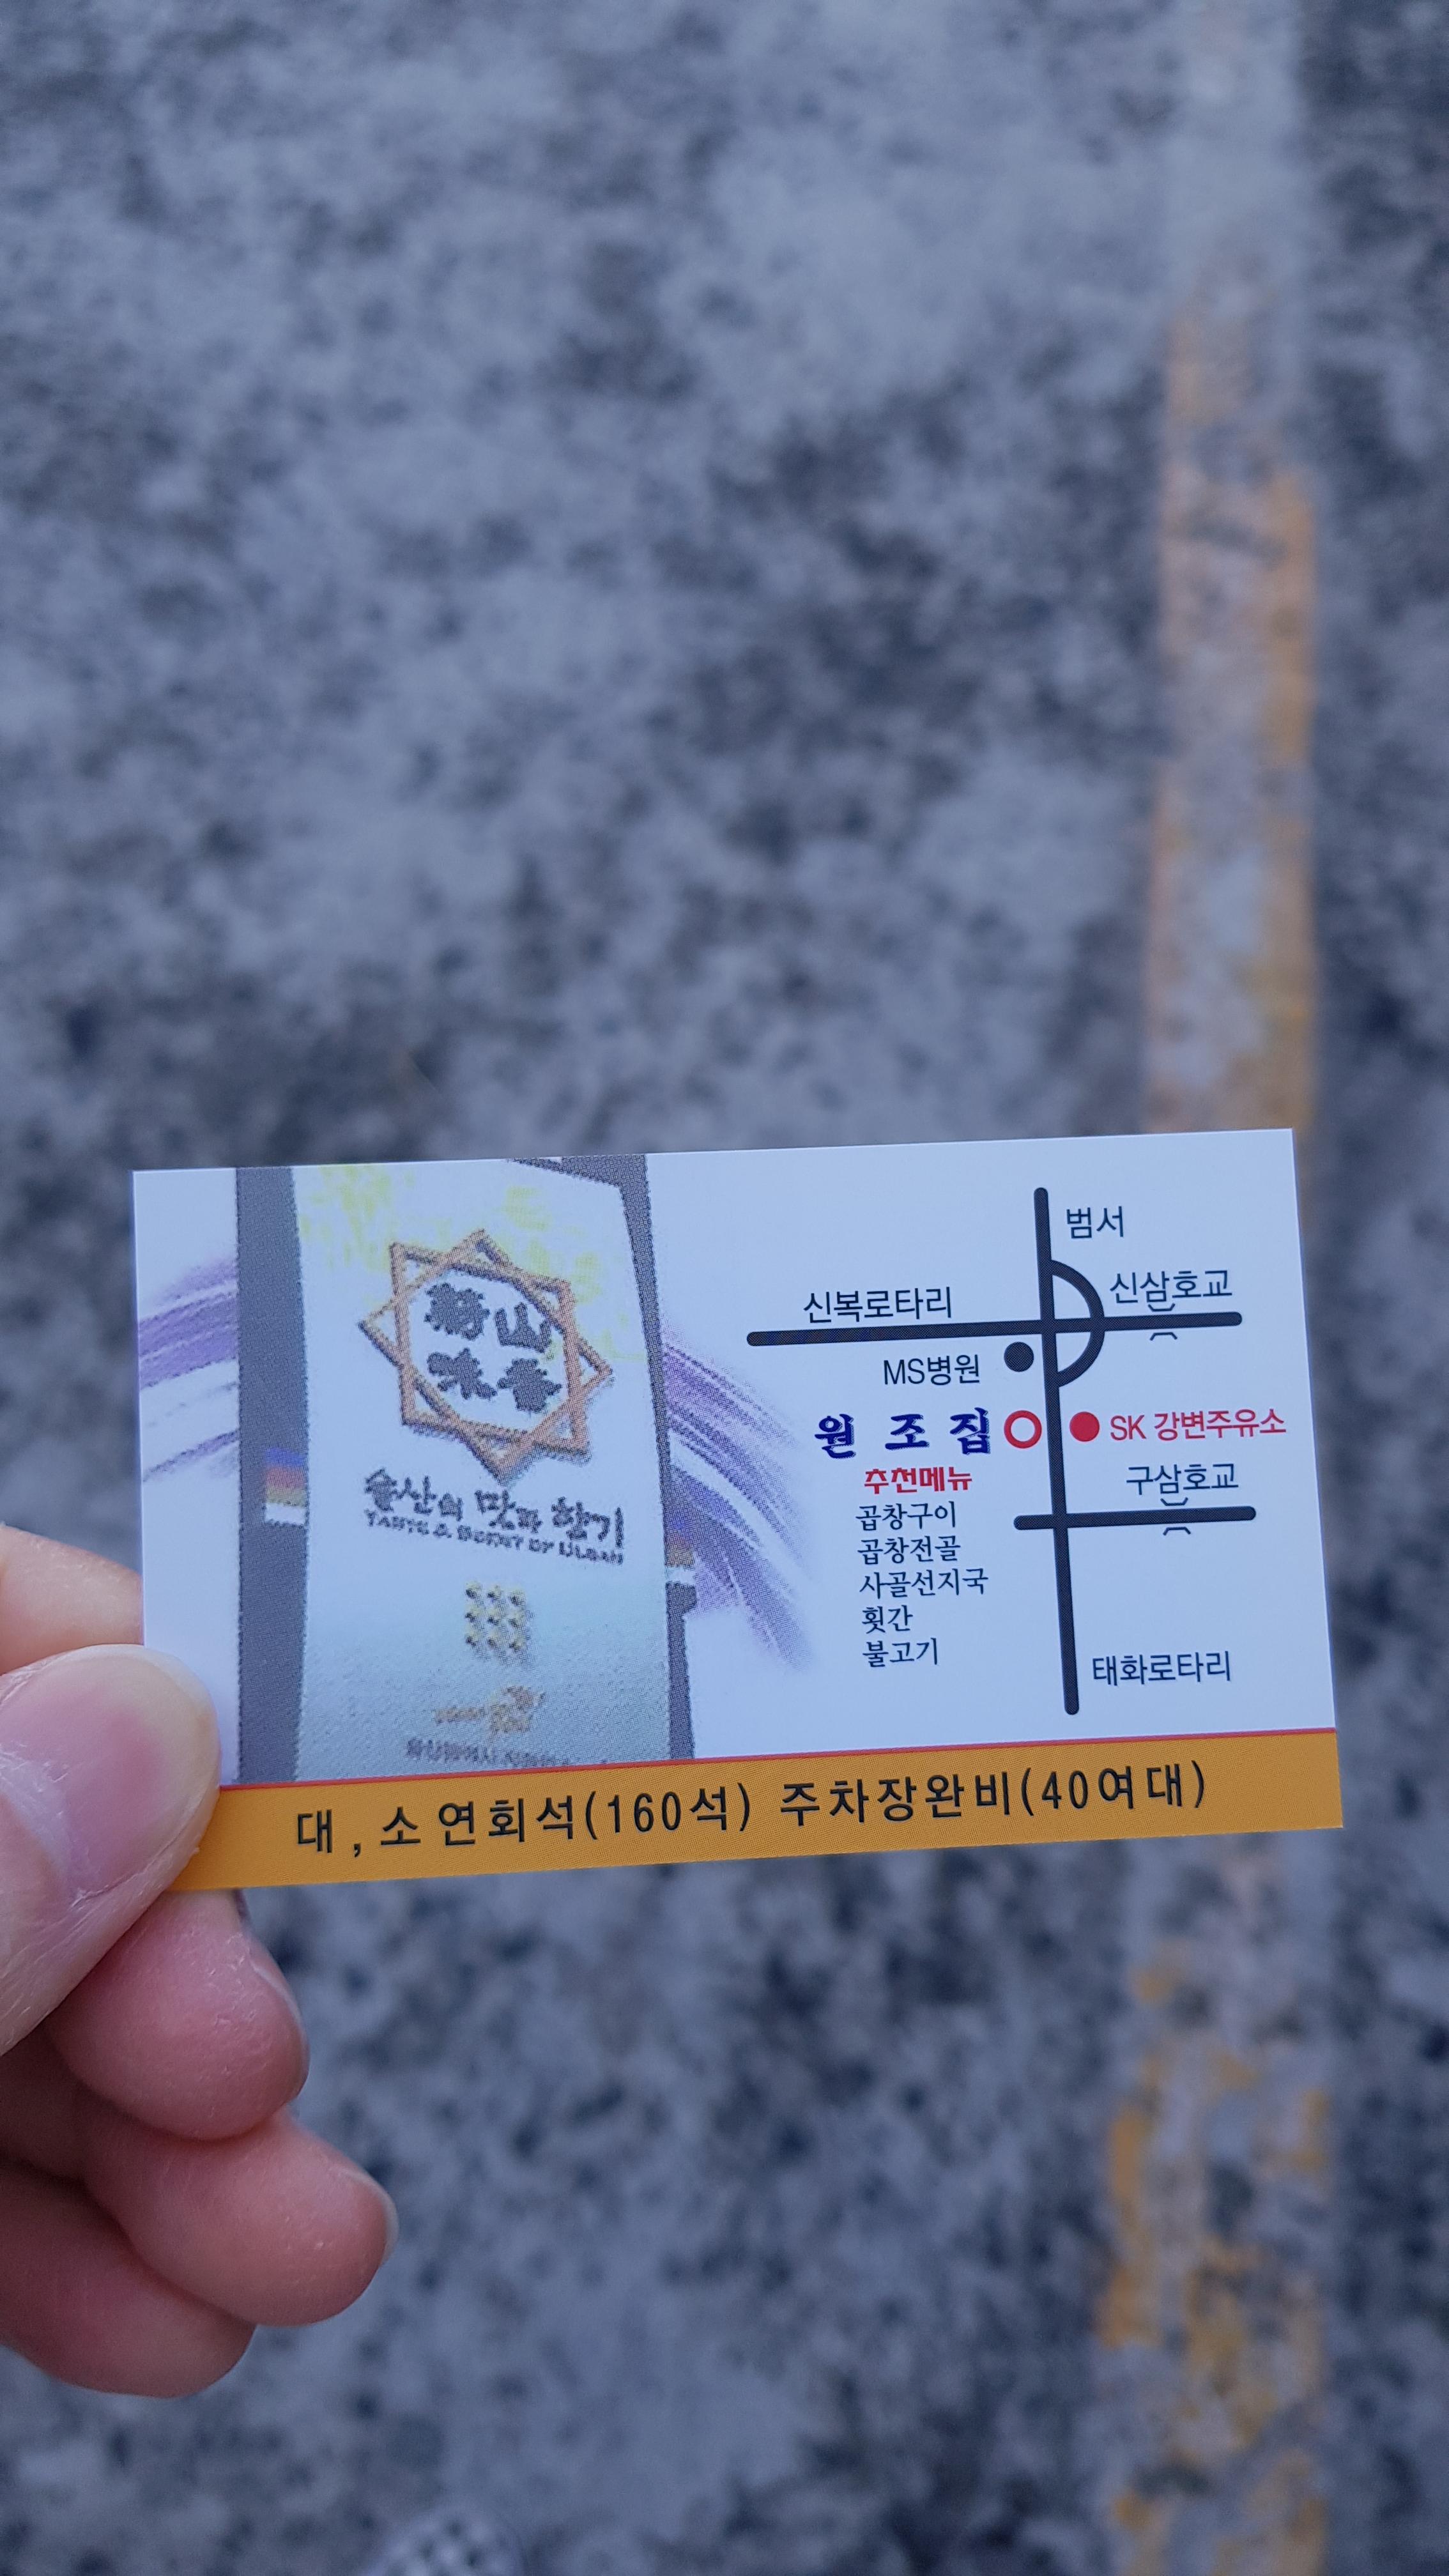 蔚山
味香
울산의 맛과 향기
TASTE & SCENT OF ULSAN
범서
신삼호교
신복로타리
MS병원
원조집
SK 강변주유소
추천메뉴
구삼호교
곱창구이
곱창전골
사골선지국
횟간
불고기
태화로타리
대,소 연회석(160석) 주차장완비(40여대)